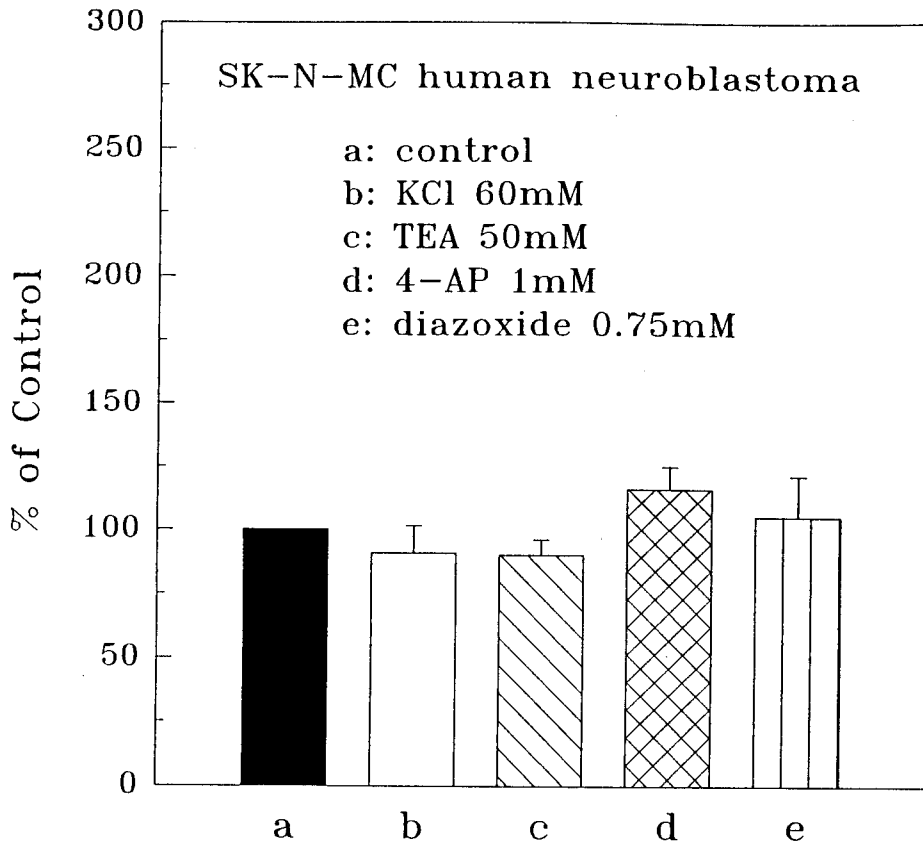 300
SK-N-MC human neuroblastoma
250
a: control
b: KCl 60mM
c: TEA 50mM
200
d: 4-AP 1mM
e: diazoxide 0.75mM
150
% of Control
100
50
0
a b c d e